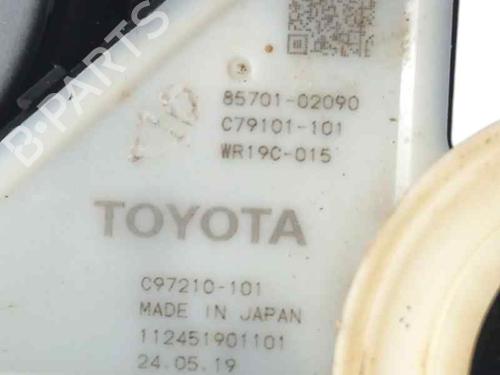 B-PARTS
85701-02090
C79101-101
WR19C-015
TOYOTA
C97210-101
MADE IN JAPAN
112451901101
24.05.19